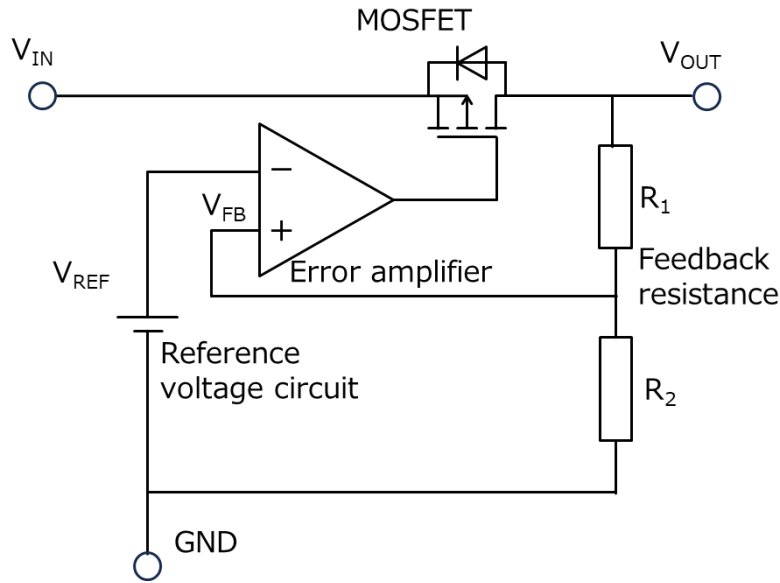 MOSFET
V_IN
V_OUT
−
V_FB
+
R_1
Error amplifier
Feedback
resistance
V_REF
Reference
voltage circuit
R_2
GND